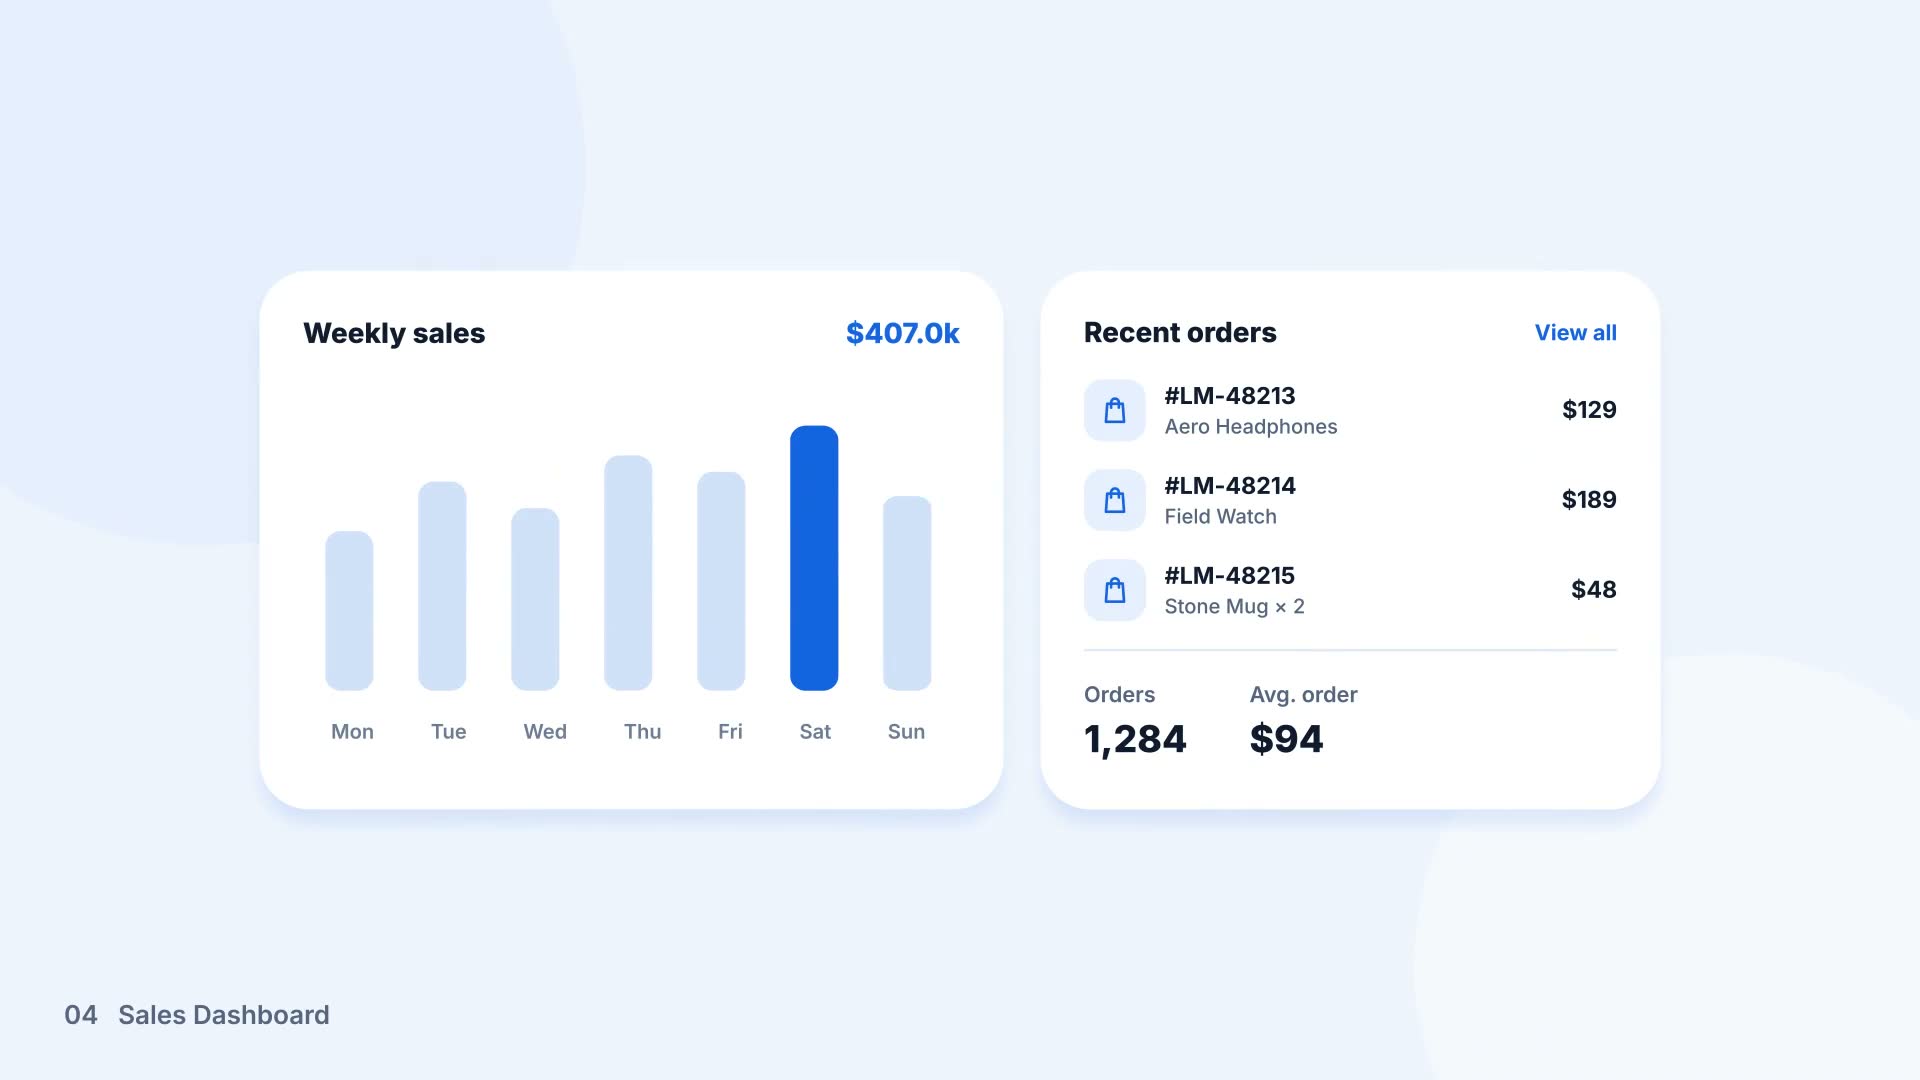 Weekly sales $407.0k
Mon Tue Wed Thu Fri Sat Sun
Recent orders View all
#LM-48213
Aero Headphones
$129
#LM-48214
Field Watch
$189
#LM-48215
Stone Mug × 2
$48
Orders Avg. order
1,284 $94
04 Sales Dashboard